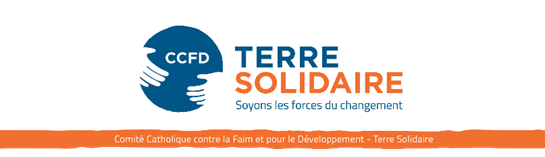 CCFD
TERRE
SOLIDAIRE
Soyons les forces du changement
Comité Catholique contre la Faim et pour le Développement - Terre Solidaire